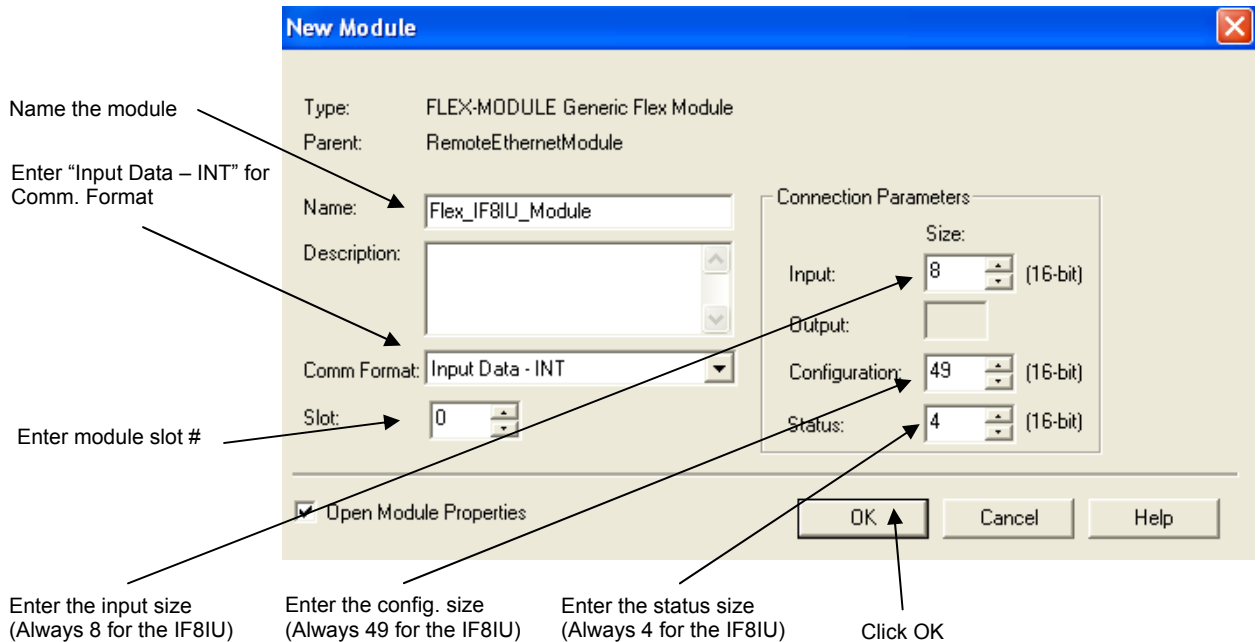 New Module
Name the module
Type: FLEX-MODULE Generic Flex Module
Parent: RemoteEthernetModule
Enter “Input Data – INT” for
Comm. Format
Name: Flex_IF8IU_Module
Connection Parameters
Size:
Description:
Input: 8 (16-bit)
Output:
Comm Format: Input Data - INT
Configuration: 49 (16-bit)
Enter module slot #
Slot: 0
Status: 4 (16-bit)
Open Module Properties
OK Cancel Help
Enter the input size
(Always 8 for the IF8IU)
Enter the config. size
(Always 49 for the IF8IU)
Enter the status size
(Always 4 for the IF8IU)
Click OK